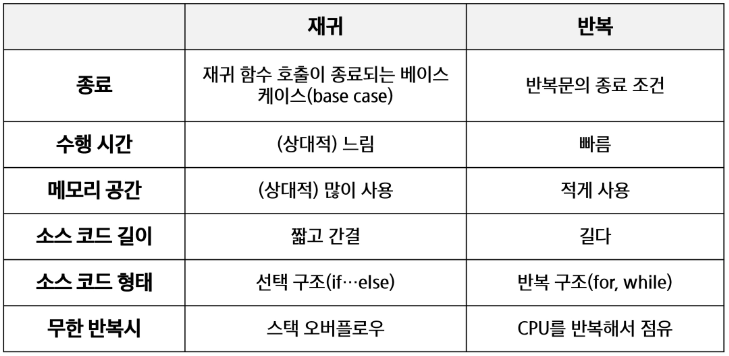 재귀 반복
종료 재귀 함수 호출이 종료되는 베이스 반복문의 종료 조건
케이스(base case)
수행 시간 (상대적) 느림 빠름
메모리 공간 (상대적) 많이 사용 적게 사용
소스 코드 길이 짧고 간결 길다
소스 코드 형태 선택 구조(if…else) 반복 구조(for, while)
무한 반복시 스택 오버플로우 CPU를 반복해서 점유